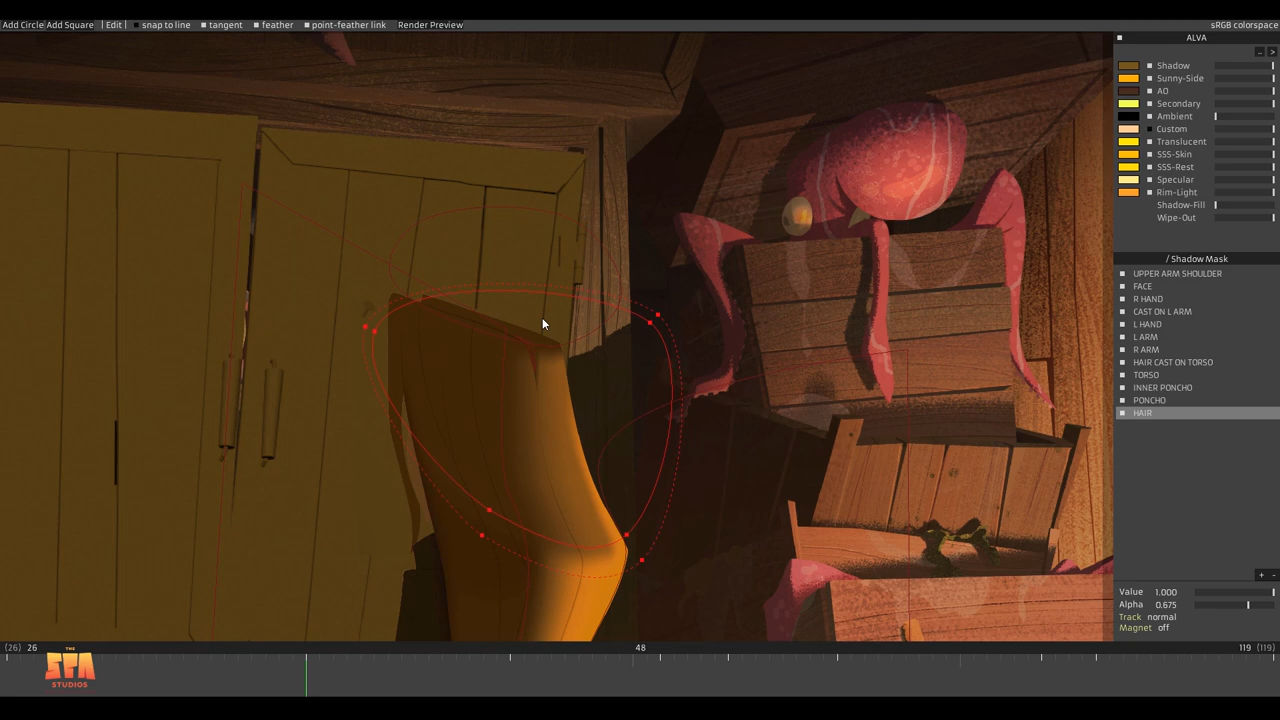 Add Circle Add Square | Edit | snap to line tangent feather point-feather link Render Preview sRGB colorspace
ALVA
.. >
Shadow
Sunny-Side
AO
Secondary
Ambient
Custom
Translucent
SSS-Skin
SSS-Rest
Specular
Rim-Light
Shadow-Fill
Wipe-Out
/ Shadow Mask
UPPER ARM SHOULDER
FACE
R HAND
CAST ON L ARM
L HAND
L ARM
R ARM
HAIR CAST ON TORSO
TORSO
INNER PONCHO
PONCHO
HAIR
+ -
Value 1.000
Alpha 0.675
Track normal
Magnet off
(26) 26 48 119 (119)
THE
SPA
STUDIOS